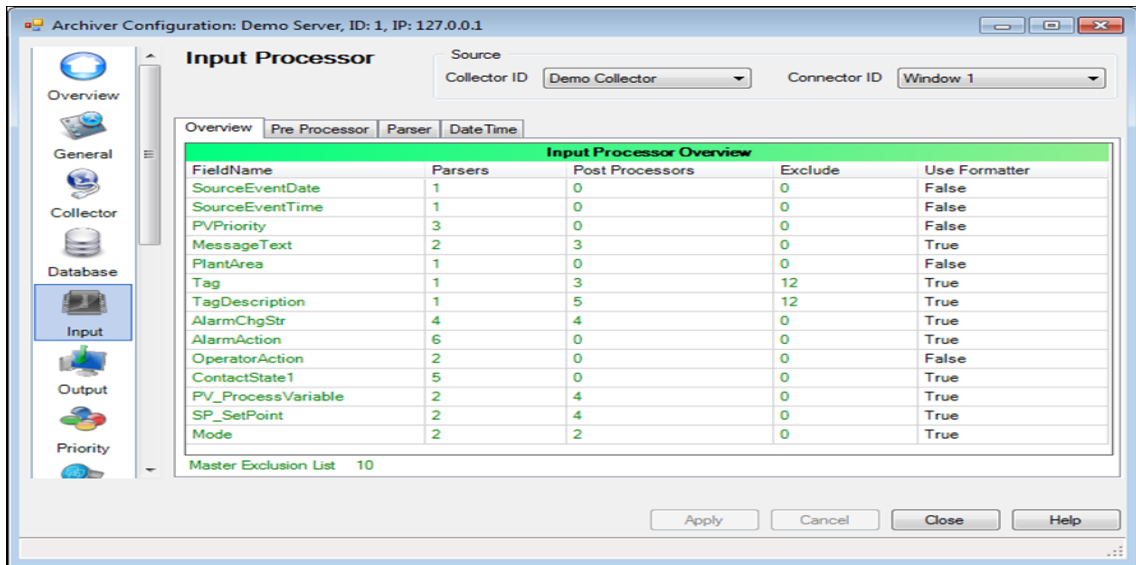 Archiver Configuration: Demo Server, ID: 1, IP: 127.0.0.1
Overview
General
Collector
Database
Input
Output
Priority
Input Processor
Source
Collector ID Demo Collector Connector ID Window 1
Overview Pre Processor Parser DateTime
Input Processor Overview
FieldName Parsers Post Processors Exclude Use Formatter
SourceEventDate 1 0 0 False
SourceEventTime 1 0 0 False
PVPriority 3 0 0 False
MessageText 2 3 0 True
PlantArea 1 0 0 False
Tag 1 3 12 True
TagDescription 1 5 12 True
AlarmChgStr 4 4 0 True
AlarmAction 6 0 0 True
OperatorAction 2 0 0 False
ContactState1 5 0 0 True
PV_ProcessVariable 2 4 0 True
SP_SetPoint 2 4 0 True
Mode 2 2 0 True
Master Exclusion List 10
Apply Cancel Close Help